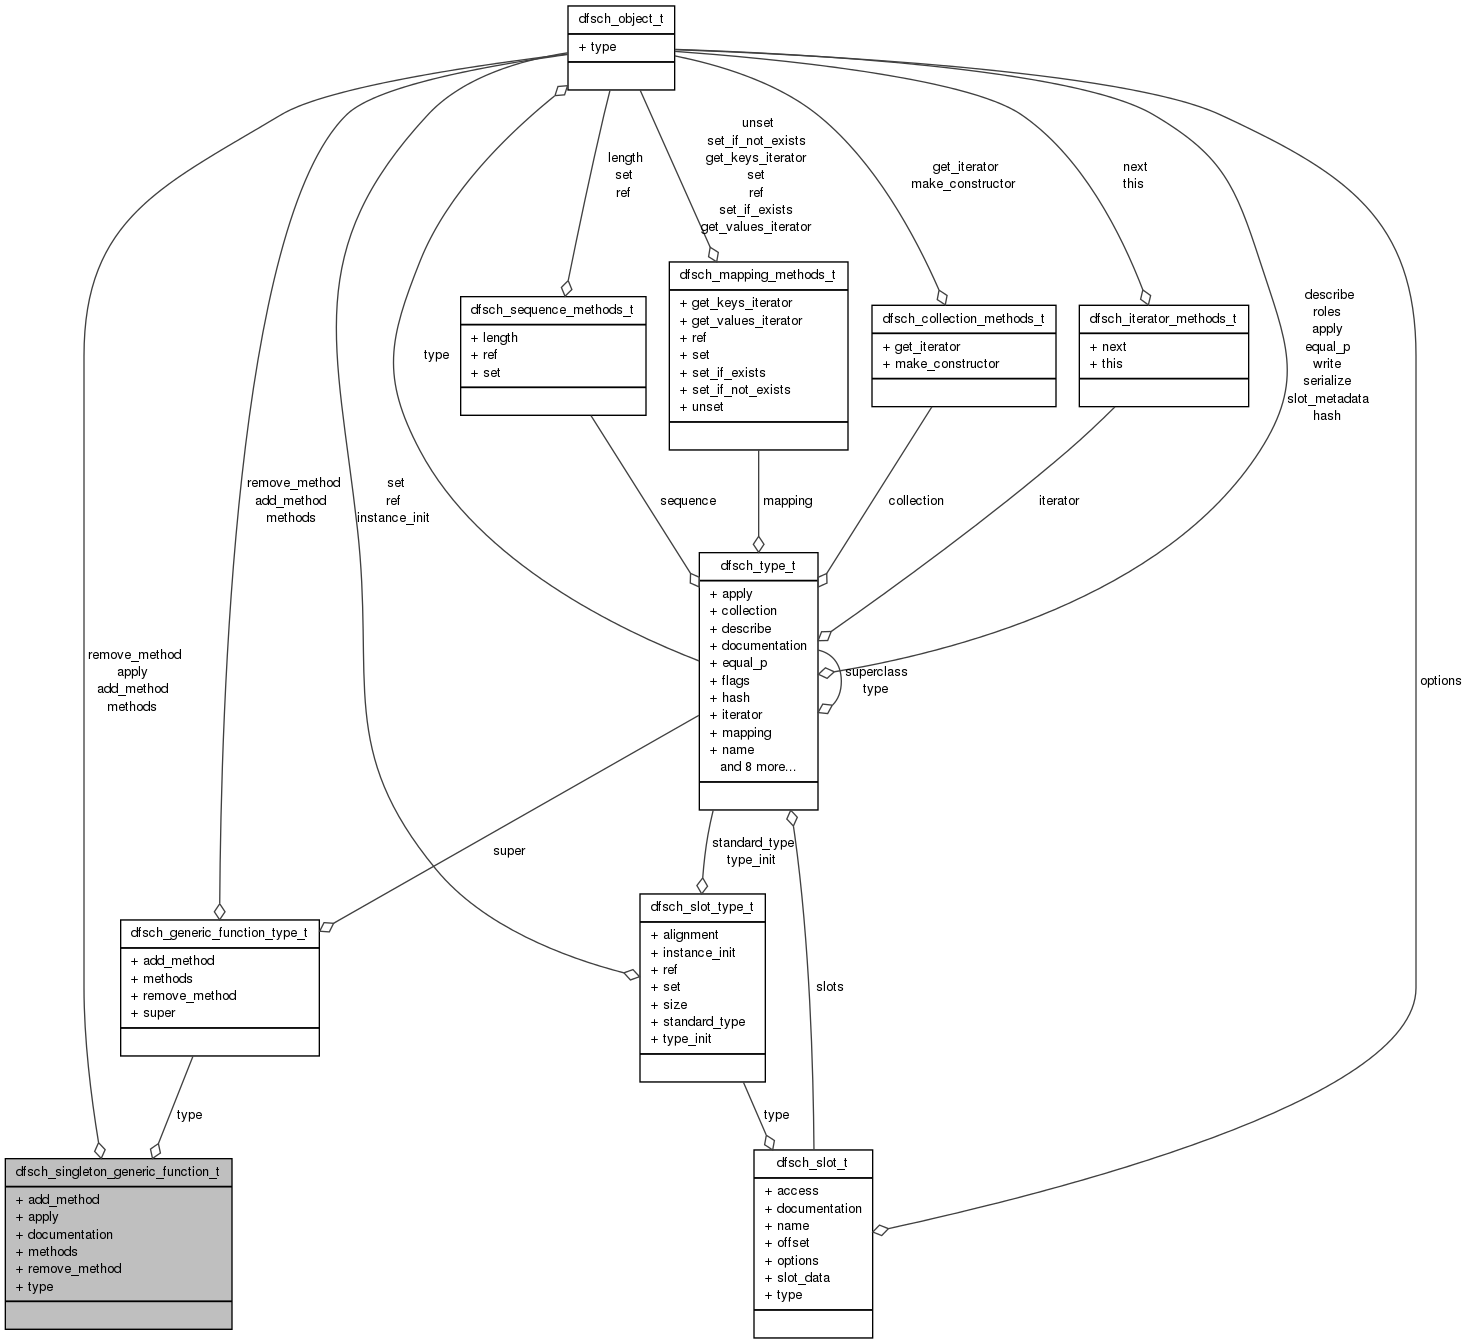 dfsch_object_t
+ type
unset
set_if_not_exists
get_keys_iterator
set
ref
set_if_exists
get_values_iterator
length
set
ref
get_iterator
make_constructor
next
this
dfsch_sequence_methods_t
+ length
+ ref
+ set
dfsch_mapping_methods_t
+ get_keys_iterator
+ get_values_iterator
+ ref
+ set
+ set_if_exists
+ set_if_not_exists
+ unset
dfsch_collection_methods_t
+ get_iterator
+ make_constructor
dfsch_iterator_methods_t
+ next
+ this
describe
roles
apply
equal_p
write
serialize
slot_metadata
hash
type
remove_method
add_method
methods
set
ref
instance_init
sequence
mapping
collection
iterator
dfsch_type_t
+ apply
+ collection
+ describe
+ documentation
+ equal_p
+ flags
+ hash
+ iterator
+ mapping
+ name
and 8 more...
superclass
type
remove_method
apply
add_method
methods
options
super
standard_type
type_init
dfsch_generic_function_type_t
+ add_method
+ methods
+ remove_method
+ super
dfsch_slot_type_t
+ alignment
+ instance_init
+ ref
+ set
+ size
+ standard_type
+ type_init
slots
type
type
dfsch_singleton_generic_function_t
+ add_method
+ apply
+ documentation
+ methods
+ remove_method
+ type
dfsch_slot_t
+ access
+ documentation
+ name
+ offset
+ options
+ slot_data
+ type